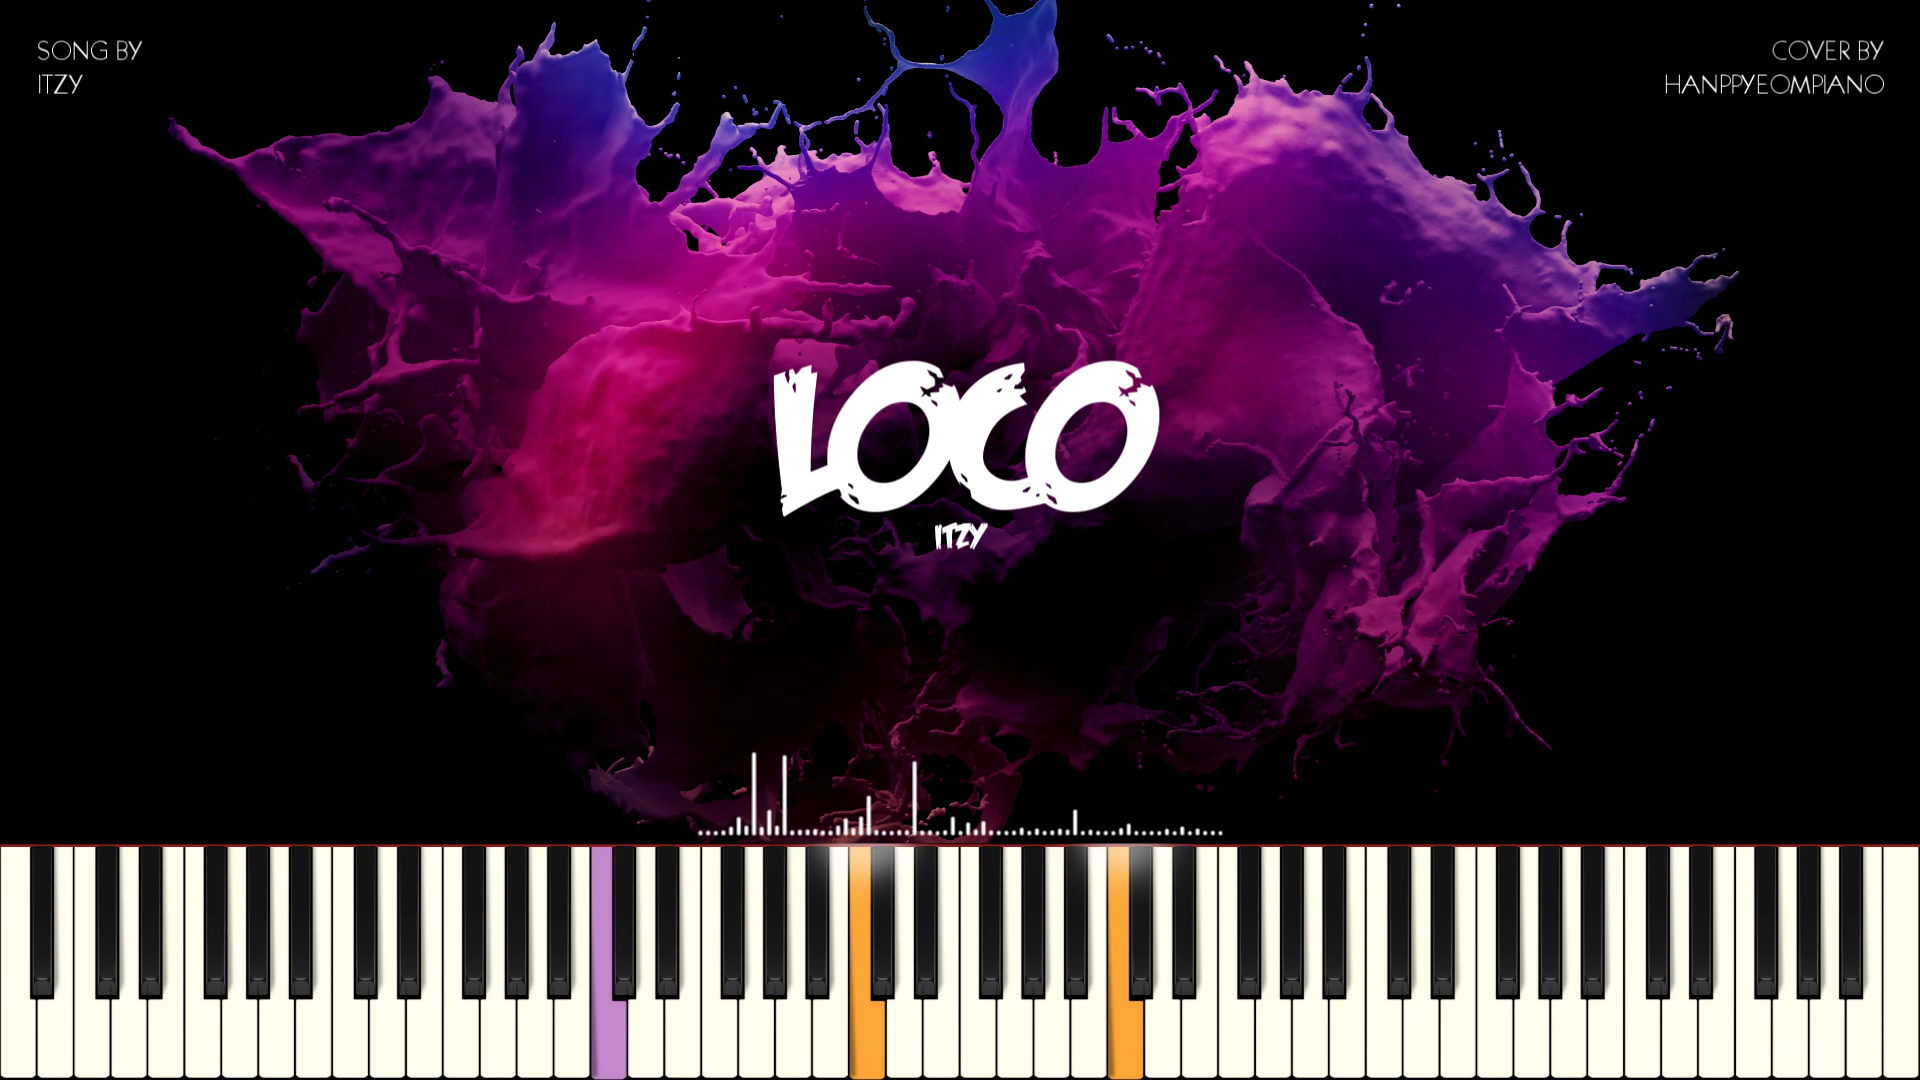 SONG BY
ITZY
COVER BY
HANPPYEOMPIANO
LOCO
ITZY